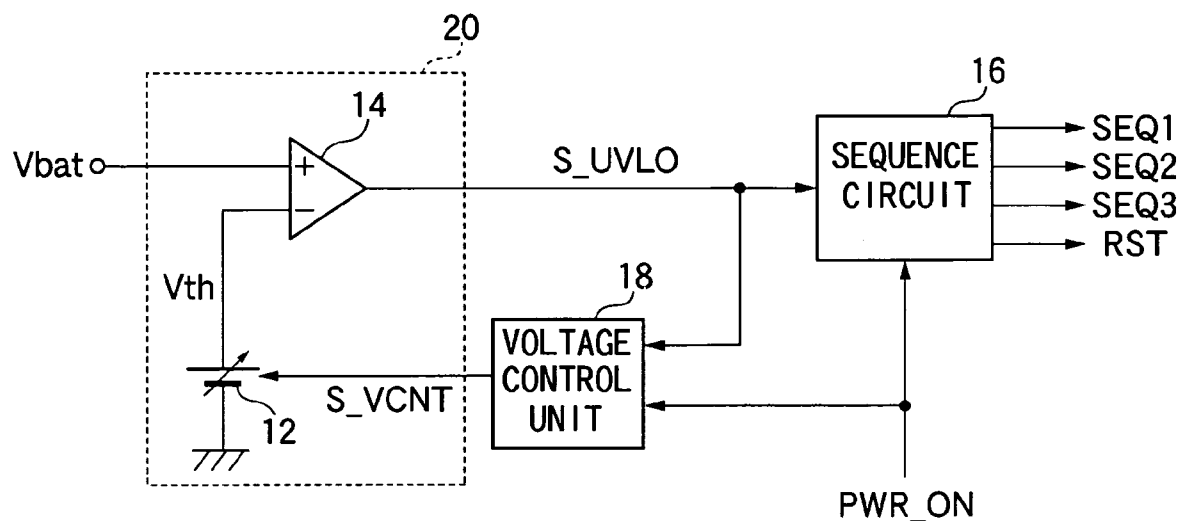 20
14
Vbat
+
−
S_UVLO
16
SEQUENCE
CIRCUIT
SEQ1
SEQ2
SEQ3
RST
Vth
18
VOLTAGE
CONTROL
UNIT
S_VCNT
12
PWR_ON